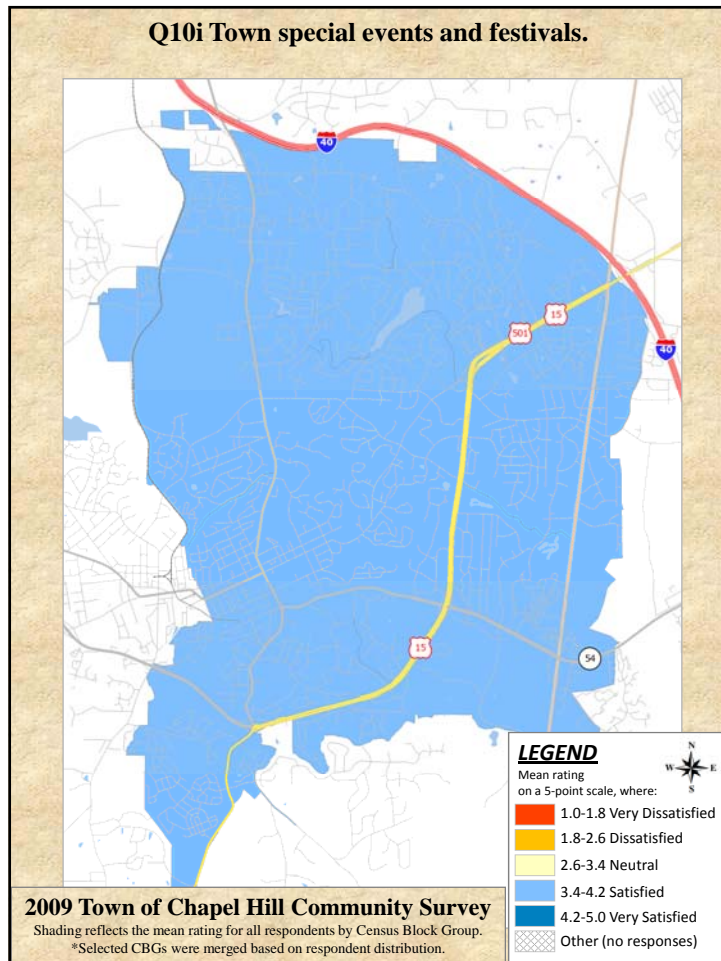 Q10i Town special events and festivals.
40
15
501
40
15
54
LEGEND
N
W E
S
Mean rating
on a 5-point scale, where:
1.0-1.8 Very Dissatisfied
1.8-2.6 Dissatisfied
2.6-3.4 Neutral
3.4-4.2 Satisfied
4.2-5.0 Very Satisfied
Other (no responses)
2009 Town of Chapel Hill Community Survey
Shading reflects the mean rating for all respondents by Census Block Group.
*Selected CBGs were merged based on respondent distribution.